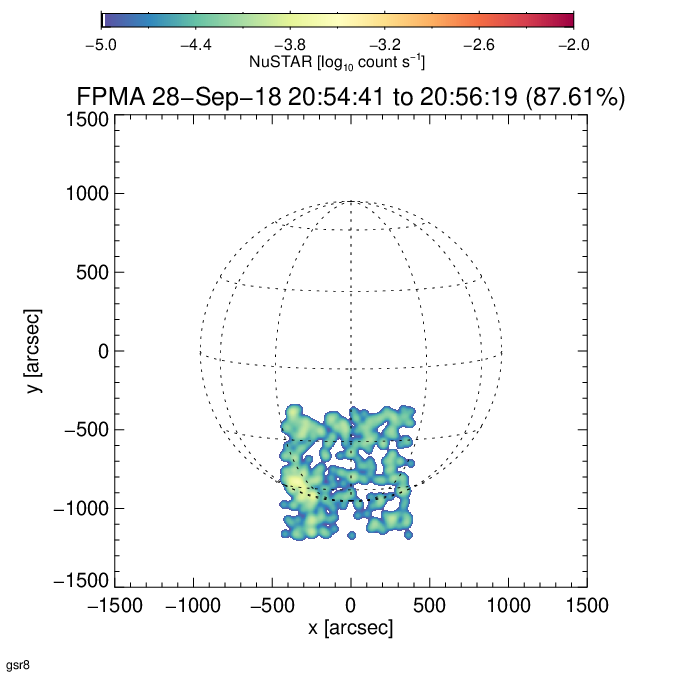 −5.0 −4.4 −3.8 −3.2 −2.6 −2.0
NuSTAR [log10 count s−1]
FPMA 28−Sep−18 20:54:41 to 20:56:19 (87.61%)
1500
1000
500
0
−500
−1000
−1500
y [arcsec]
−1500 −1000 −500 0 500 1000 1500
x [arcsec]
gsr8